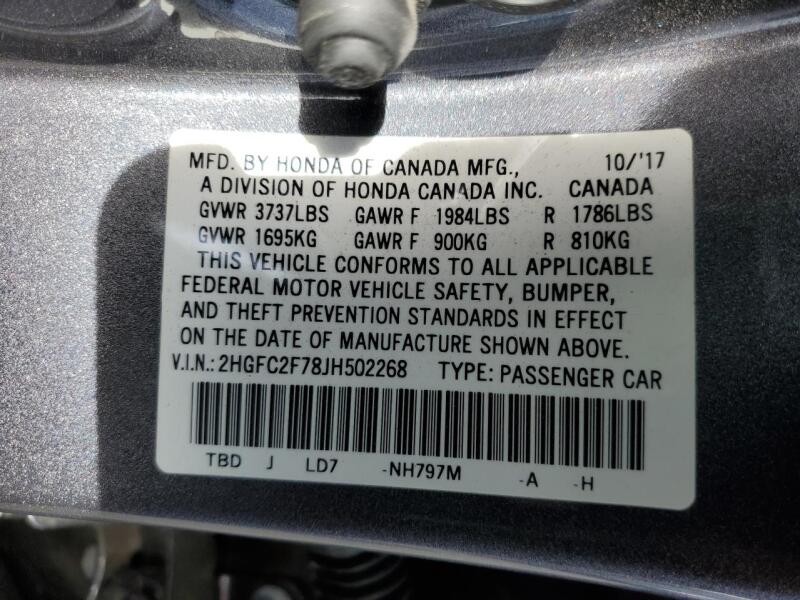 MFD. BY HONDA OF CANADA MFG., 10/'17
A DIVISION OF HONDA CANADA INC. CANADA
GVWR 3737LBS GAWR F 1984LBS R 1786LBS
GVWR 1695KG GAWR F 900KG R 810KG
THIS VEHICLE CONFORMS TO ALL APPLICABLE
FEDERAL MOTOR VEHICLE SAFETY, BUMPER,
AND THEFT PREVENTION STANDARDS IN EFFECT
ON THE DATE OF MANUFACTURE SHOWN ABOVE.
V.I.N.: 2HGFC2F78JH502268 TYPE: PASSENGER CAR
TBD J LD7 -NH797M -A -H